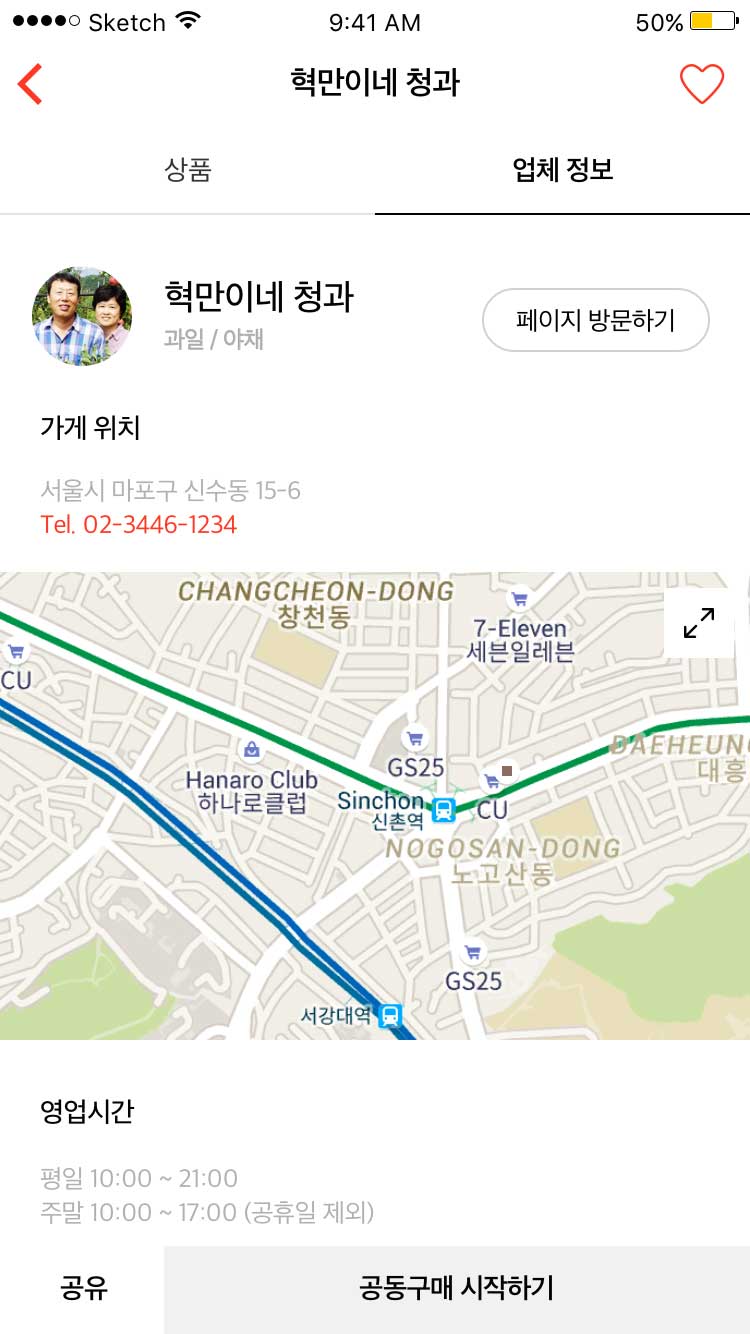 Sketch 9:41 AM 50%
혁만이네 청과
상품 업체 정보
혁만이네 청과
과일 / 야채
페이지 방문하기
가게 위치
서울시 마포구 신수동 15-6
Tel. 02-3446-1234
CHANGCHEON-DONG
창천동
7-Eleven
세븐일레븐
CU
GS25
DAEHEUNG
대흥
Hanaro Club
하나로클럽
Sinchon
신촌역
CU
NOGOSAN-DONG
노고산동
GS25
서강대역
영업시간
평일 10:00 ~ 21:00
주말 10:00 ~ 17:00 (공휴일 제외)
공유 공동구매 시작하기